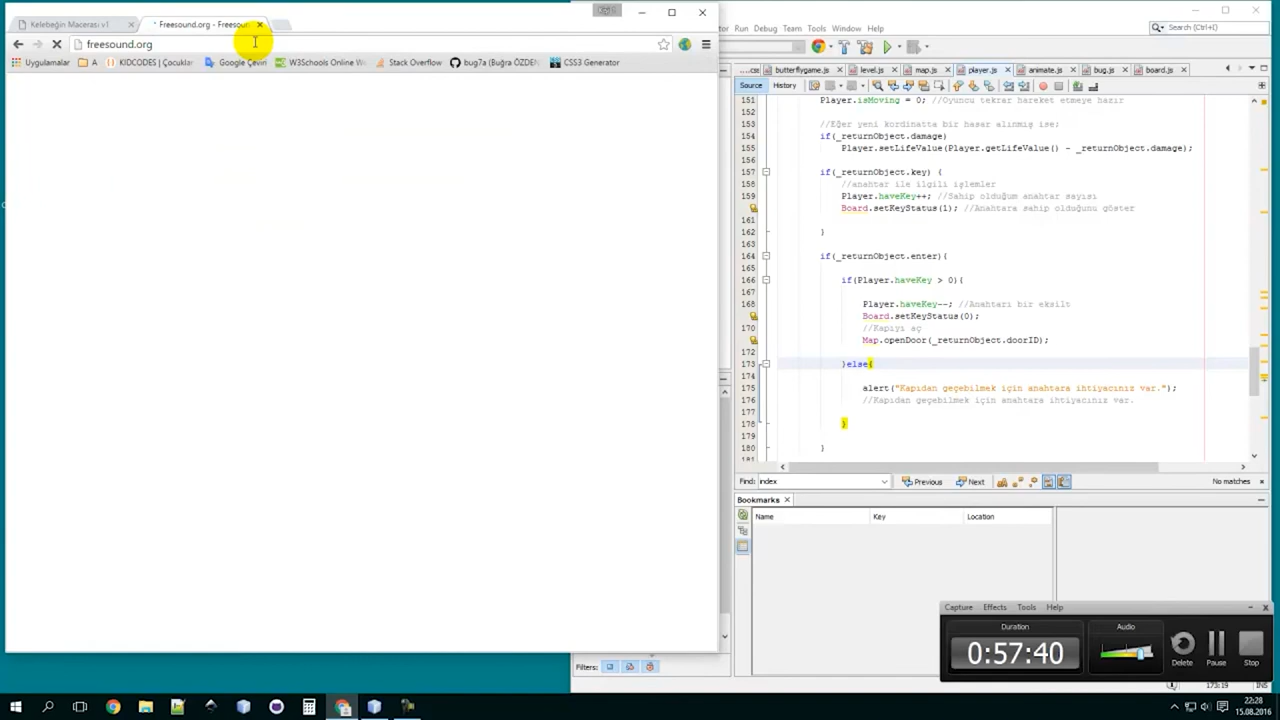 Kelebeğin Macerası v1
Freesound.org - Freesoun
freesound.org
Uygulamalar
A
KIDCODES | Çocuklar
Google Çeviri
W3Schools Online W
Stack Overflow
bug7a (Buğra ÖZDEN
CSS3 Generator
Run Debug Team Tools Window Help
Search (Ctrl+I)
...cs
butterflygame.js
level.js
map.js
player.js
animate.js
bug.js
board.js
Source
History
151 Player.isMoving = 0; //Oyuncu tekrar hareket etmeye hazır
152
153 //Eğer yeni kordinatta bir hasar alınmış ise;
154 if(_returnObject.damage)
155 Player.setLifeValue(Player.getLifeValue() - _returnObject.damage);
156
157 if(_returnObject.key) {
158 //anahtar ile ilgili işlemler
159 Player.haveKey++; //Sahip olduğum anahtar sayısı
Board.setKeyStatus(1); //Anahtara sahip olduğunu göster
161
162 }
163
164 if(_returnObject.enter){
165
166 if(Player.haveKey > 0){
167
168 Player.haveKey--; //Anahtarı bir eksilt
Board.setKeyStatus(0);
170 //Kapıyı aç
Map.openDoor(_returnObject.doorID);
172
173 }else{
174
175 alert("Kapıdan geçebilmek için anahtara ihtiyacınız var.");
176 //Kapıdan geçebilmek için anahtara ihtiyacınız var.
177
178 }
179
180 }
181
Find: index
Previous
Next
No matches
Bookmarks
Name
Key
Location
Capture Effects Tools Help
Duration
Audio
0:57:40
Delete
Pause
Stop
Filters:
173:19
INS
22:28
15.08.2016